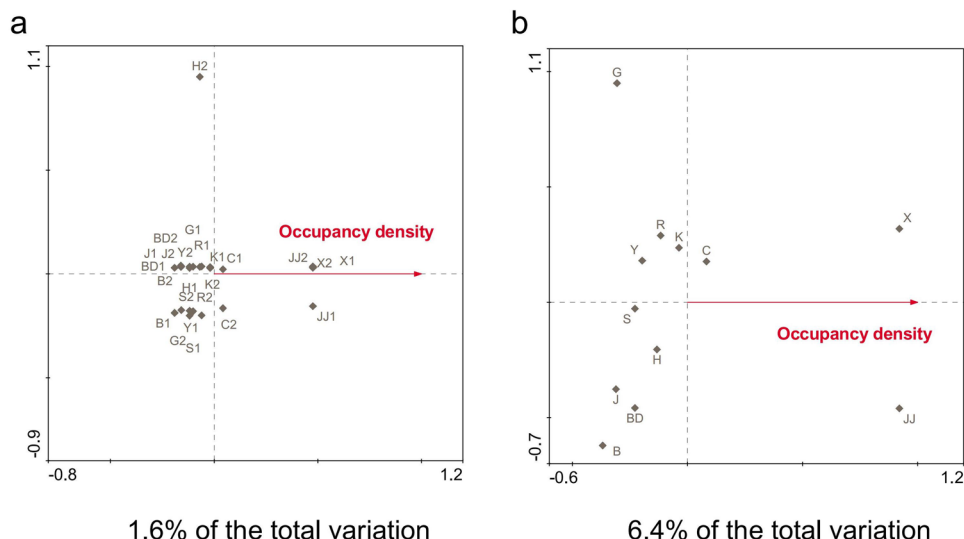 a
b
1.1
H2
G1
BD2
R1
J1 J2 Y2
K1 C1
BD1
JJ2 X2 X1
B2
H1
K2
S2 R2
B1
Y1
C2
JJ1
G2
S1
Occupancy density
-0.9
-0.8
1.2
1.6% of the total variation
1.1
G
X
R
K
Y
C
S
Occupancy density
H
J
BD
JJ
B
-0.7
-0.6
1.2
6.4% of the total variation